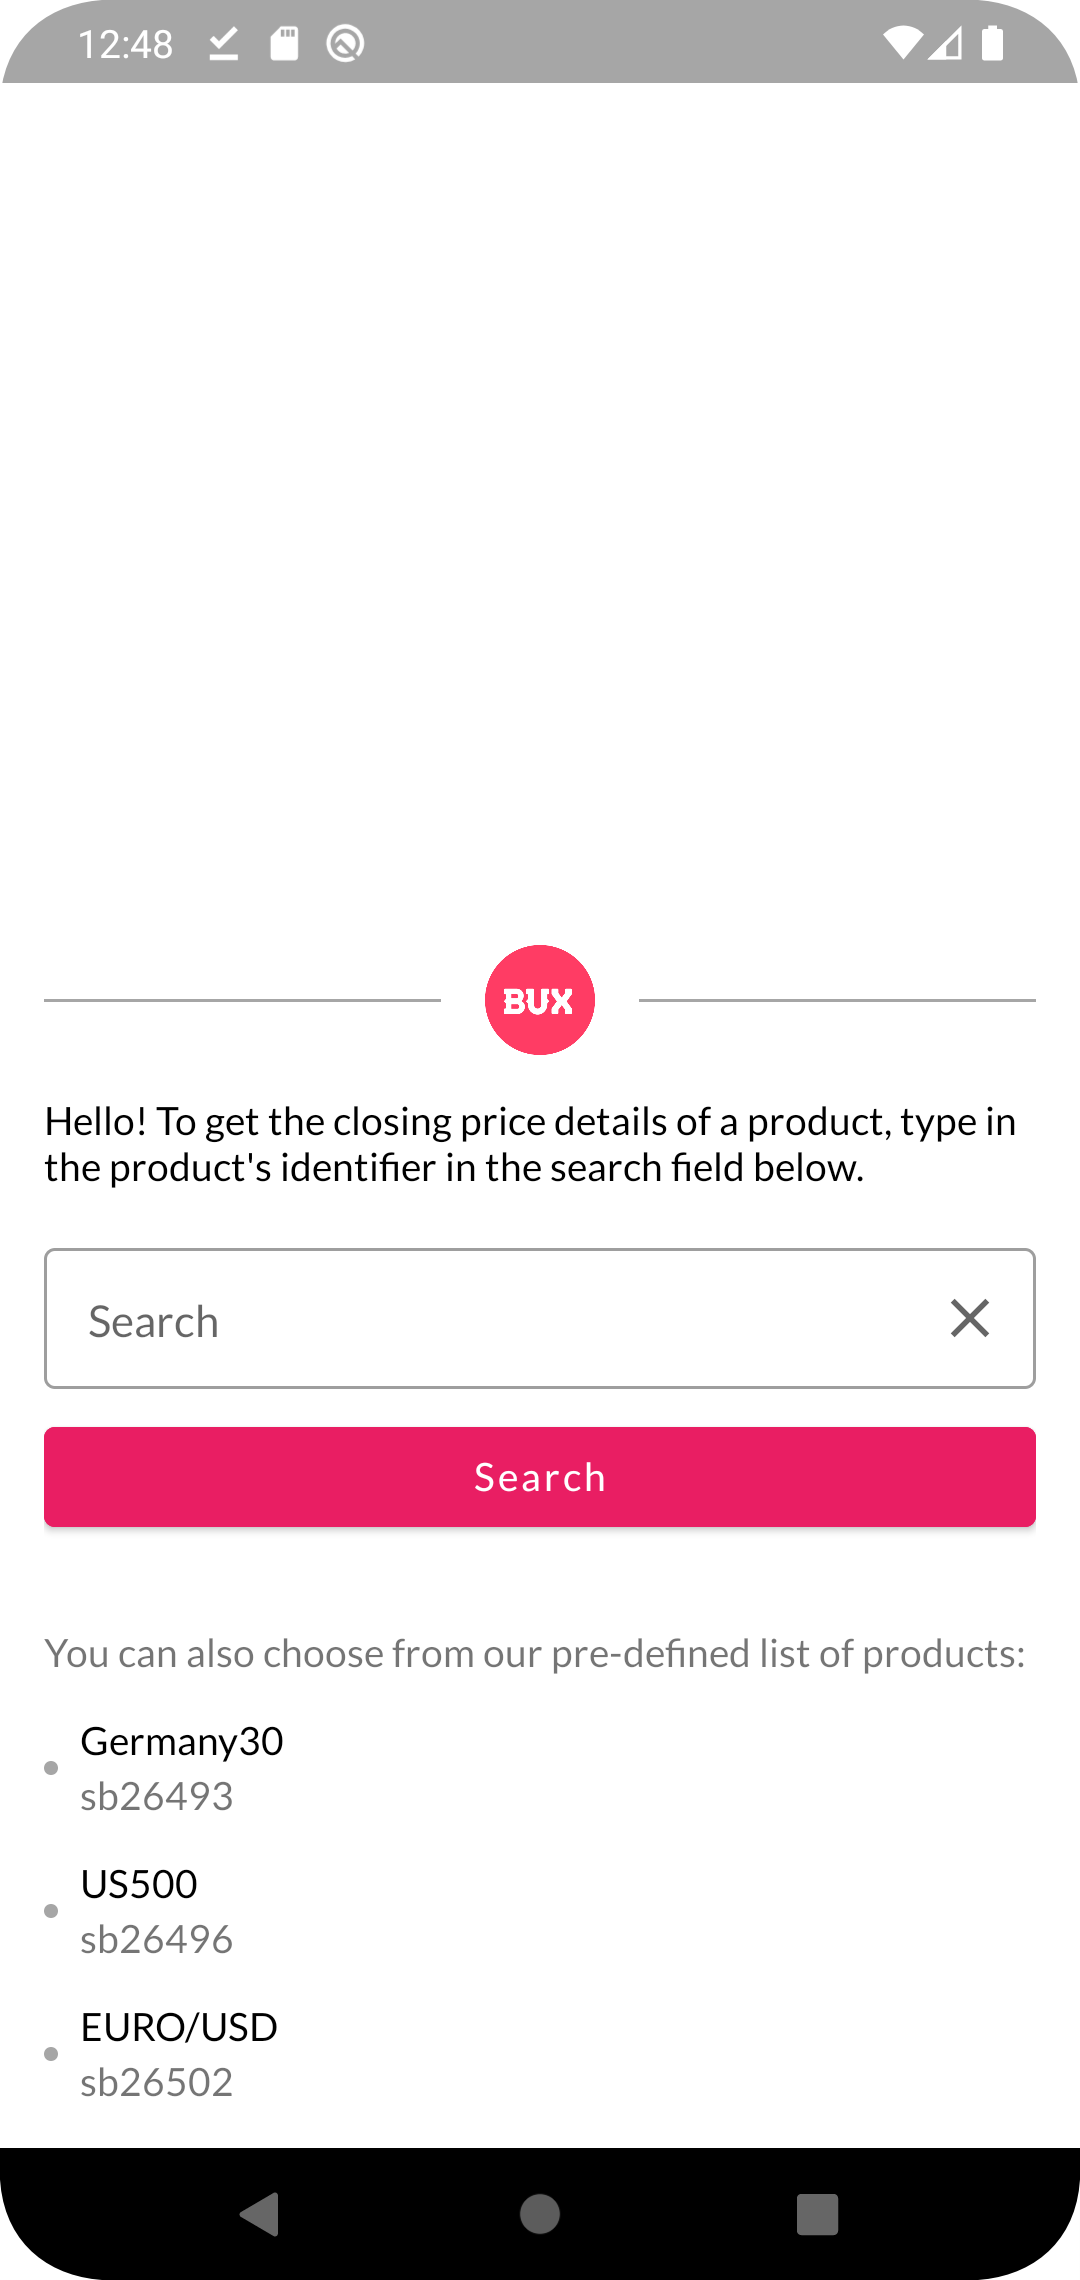 12:48
BUX
Hello! To get the closing price details of a product, type in
the product's identifier in the search field below.
Search
Search
You can also choose from our pre-defined list of products:
Germany30
sb26493
US500
sb26496
EURO/USD
sb26502